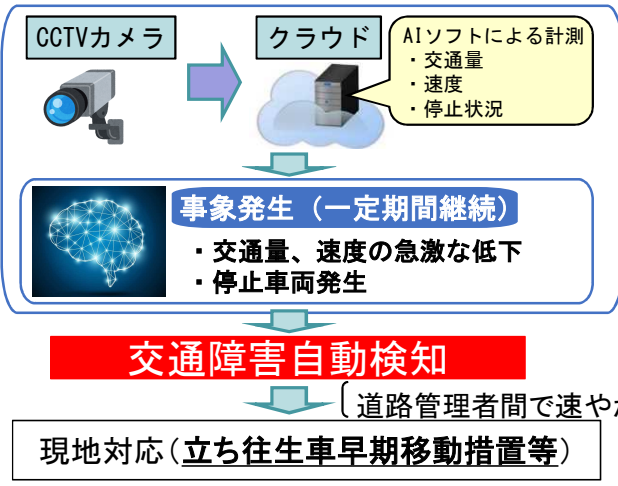 CCTVカメラ
クラウド
AIソフトによる計測
・交通量
・速度
・停止状況
事象発生（一定期間継続）
・交通量、速度の急激な低下
・停止車両発生
交通障害自動検知
道路管理者間で速やか
現地対応（立ち往生車早期移動措置等）